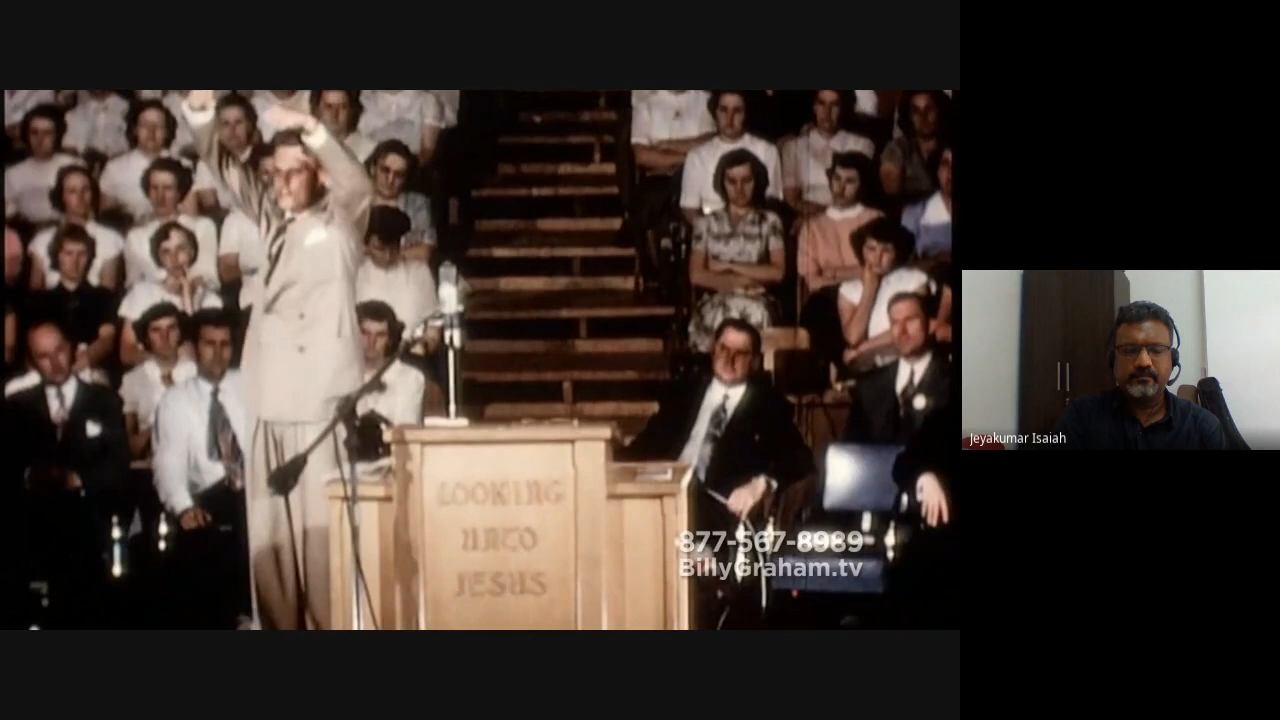 LOOKING
UNTO
JESUS
877-567-8989
BillyGraham.tv
Jeyakumar Isaiah